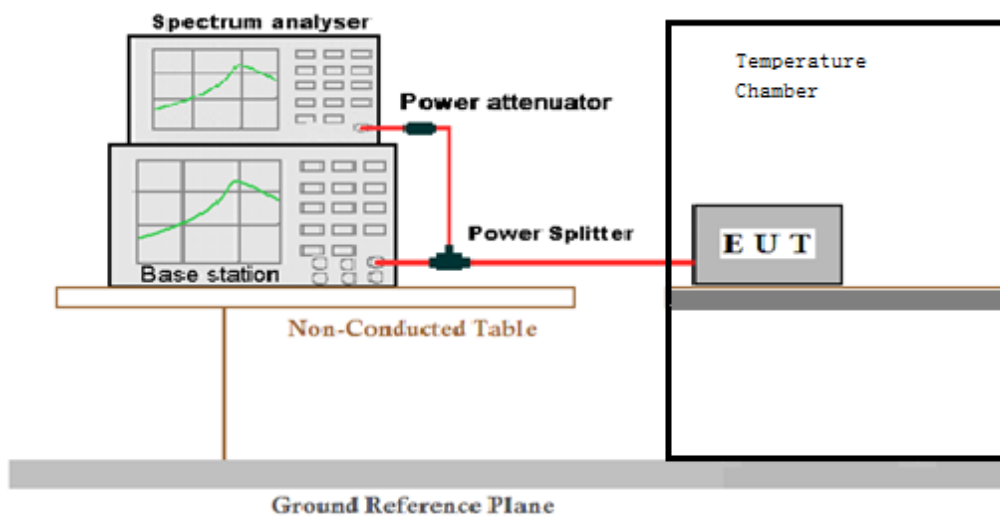 Spectrum analyser
Temperature
Chamber
Power attenuator
Power Splitter
E U T
Base station
Non-Conducted Table
Ground Reference Plane